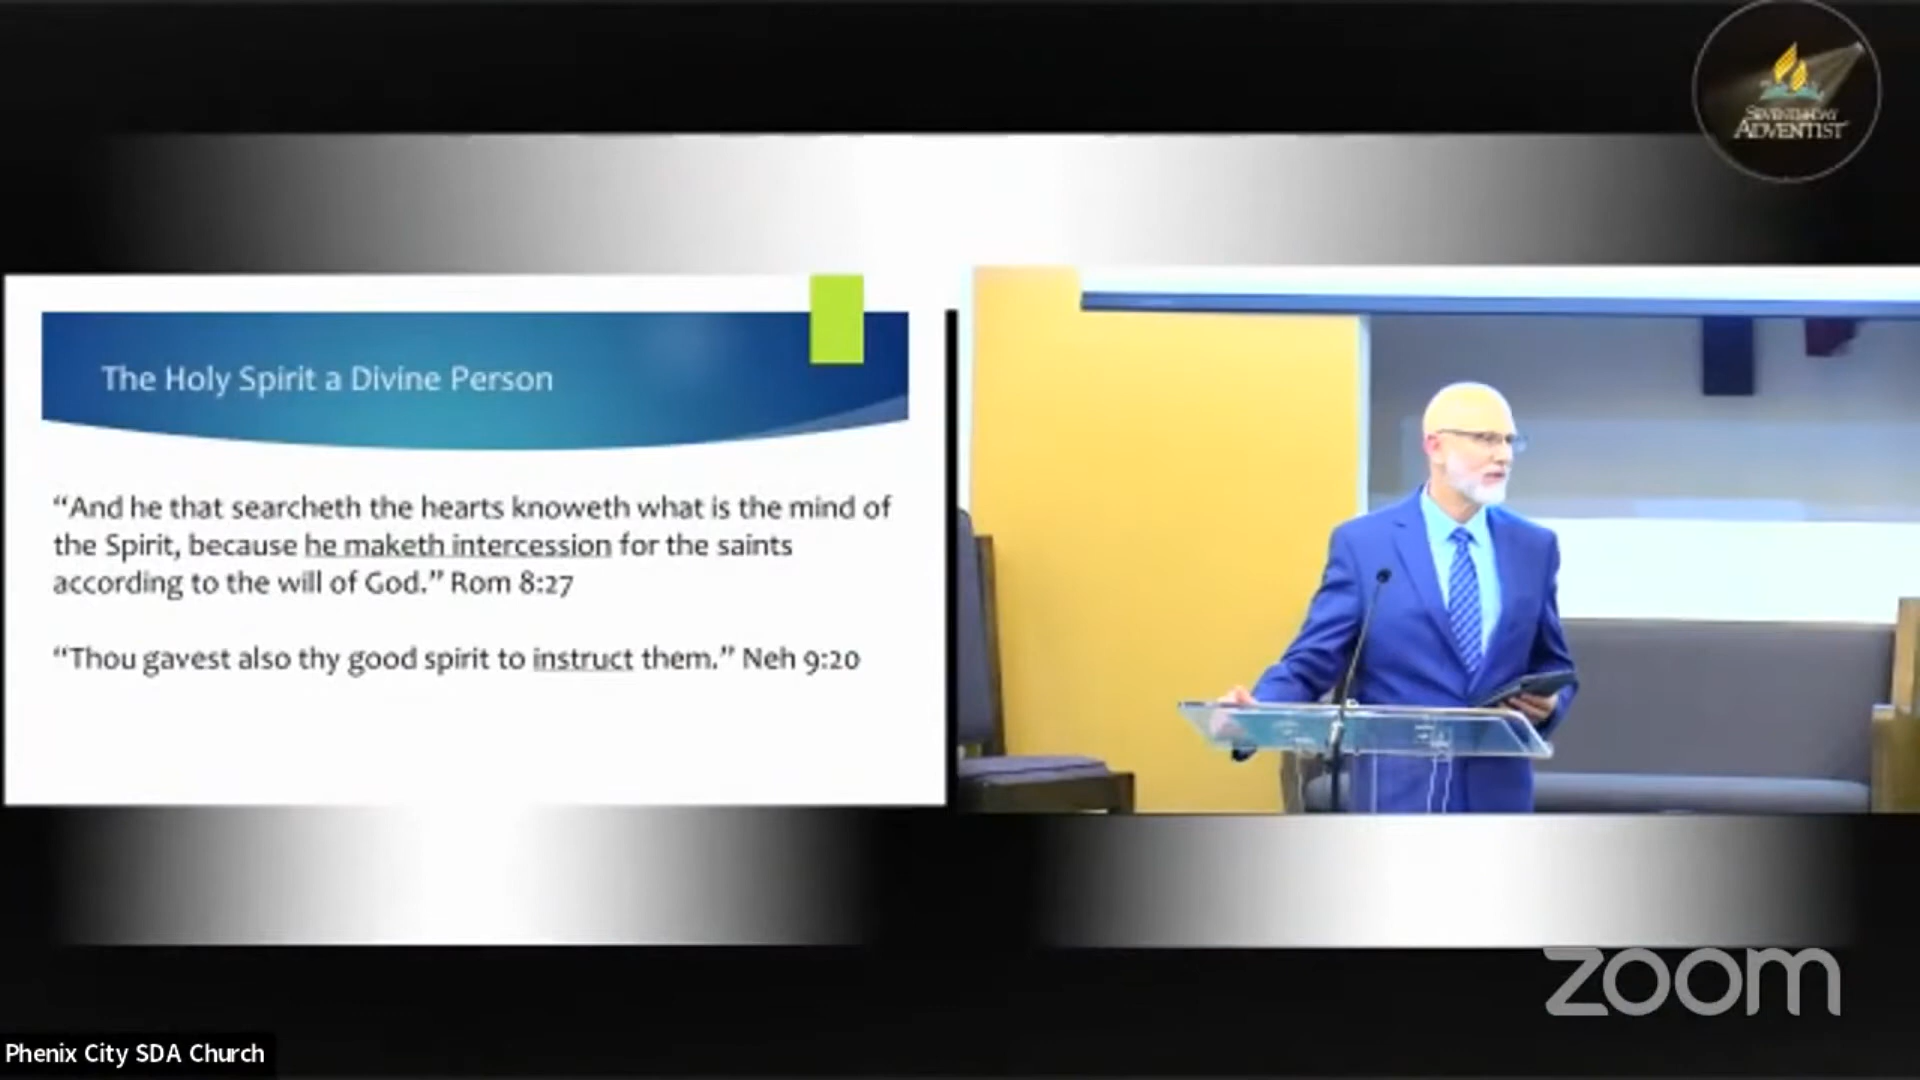 SEVENTH-DAY
ADVENTIST
The Holy Spirit a Divine Person
“And he that searcheth the hearts knoweth what is the mind of
the Spirit, because he maketh intercession for the saints
according to the will of God.” Rom 8:27
“Thou gavest also thy good spirit to instruct them.” Neh 9:20
zoom
Phenix City SDA Church